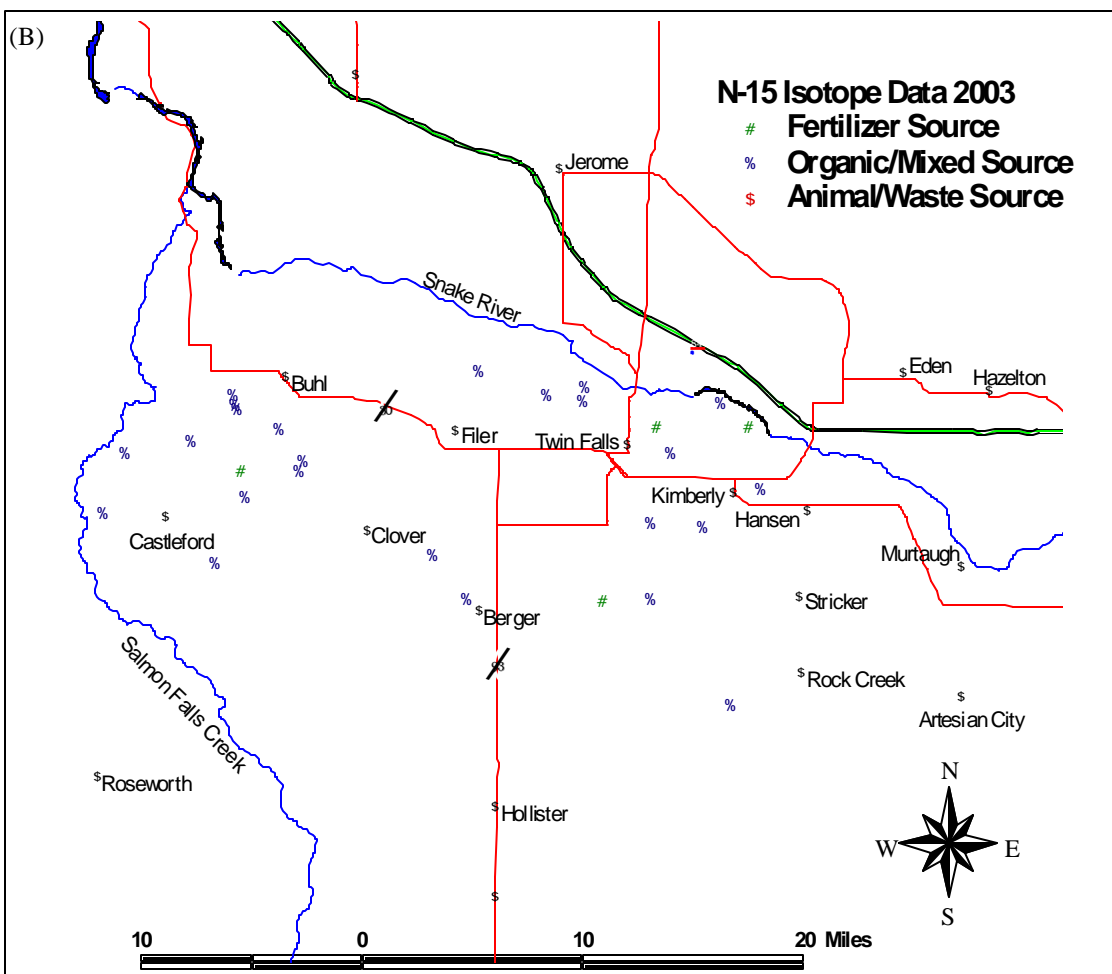 (B)
N-15 Isotope Data 2003
# Fertilizer Source
% Organic/Mixed Source
$ Animal/Waste Source
$
$ Jerome
Snake River
$ Eden
$ Hazelton
$ Buhl
$ Filer
Twin Falls $
Kimberly $
Hansen $
$
Castleford
$ Clover
Murtaugh $
$ Berger
$ Stricker
Salmon Falls Creek
$ Rock Creek
$
Artesian City
$ Roseworth
$ Hollister
$
N
W E
S
10 0 10 20 Miles